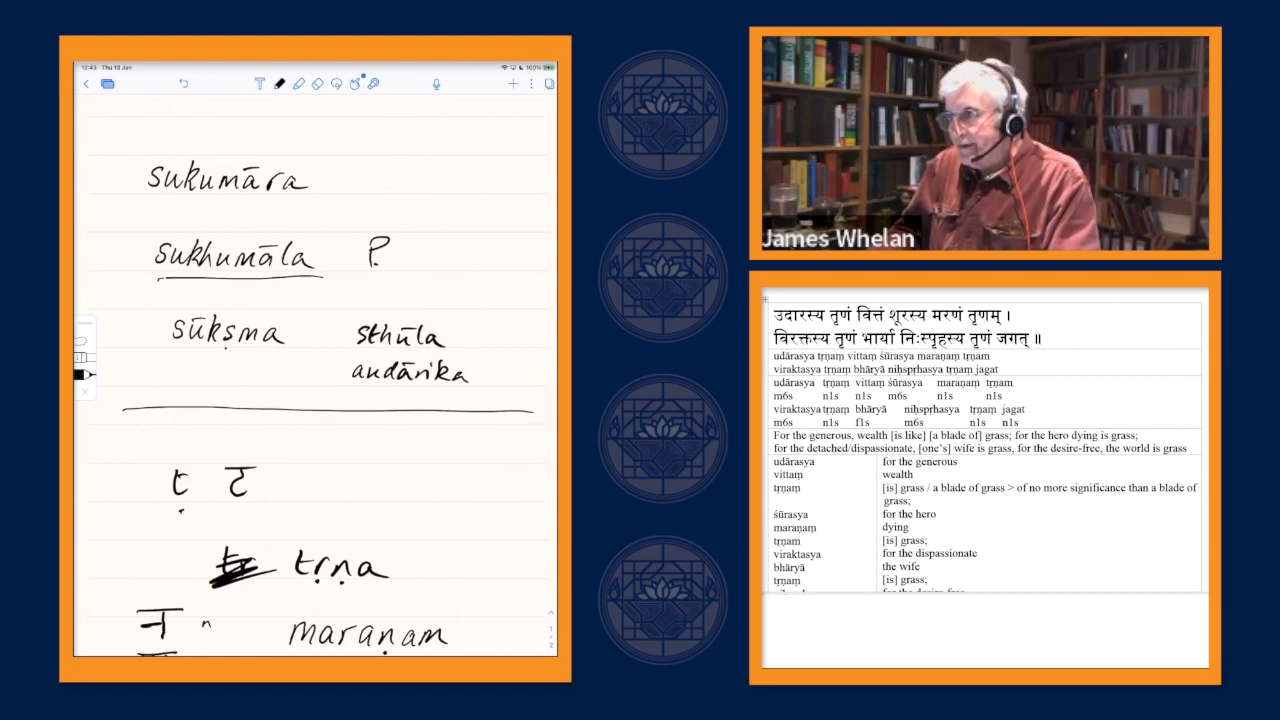 12:43 Thu 13 Jan
100%
T
sukumāra
sukhumāla ?
sūkṣma sthūla
audārika
ṭ ट
tṛṇa
न n maraṇam
1
2
James Whelan
उदारस्य तृणं वित्तं शूरस्य मरणं तृणम् ।
विरक्तस्य तृणं भार्या निःस्पृहस्य तृणं जगत् ॥
udārasya tṛṇaṃ vittaṃ śūrasya maraṇaṃ tṛṇam
viraktasya tṛṇaṃ bhāryā niḥspṛhasya tṛṇaṃ jagat
udārasya tṛṇaṃ vittaṃ śūrasya maraṇaṃ tṛṇam
m6s n1s n1s m6s n1s n1s
viraktasya tṛṇaṃ bhāryā niḥspṛhasya tṛṇaṃ jagat
m6s n1s f1s m6s n1s n1s
For the generous, wealth [is like] [a blade of] grass; for the hero dying is grass;
for the detached/dispassionate, [one's] wife is grass, for the desire-free, the world is grass
udārasya for the generous
vittaṃ wealth
tṛṇaṃ [is] grass / a blade of grass > of no more significance than a blade of
grass;
śūrasya for the hero
maraṇaṃ dying
tṛṇam [is] grass;
viraktasya for the dispassionate
bhāryā the wife
tṛṇaṃ [is] grass;